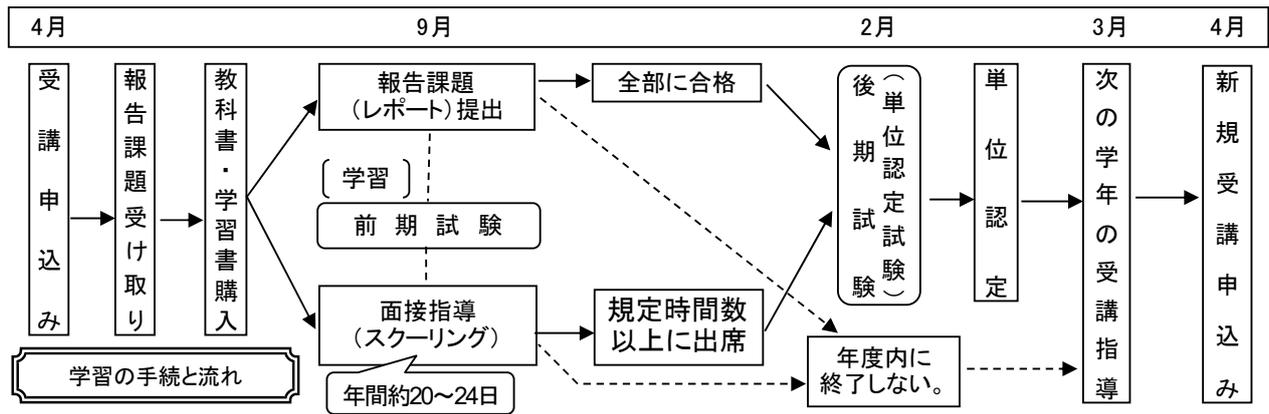 4月
9月
2月
3月
4月
受講申込み
報告課題受け取り
教科書・学習書購入
報告課題
（レポート）提出
〔学習〕
前期試験
面接指導
（スクーリング）
年間約20～24日
全部に合格
規定時間数
以上に出席
後期試験
（単位認定試験）
年度内に
終了しない。
単位認定
次の学年の受講指導
新規受講申込み
学習の手続と流れ